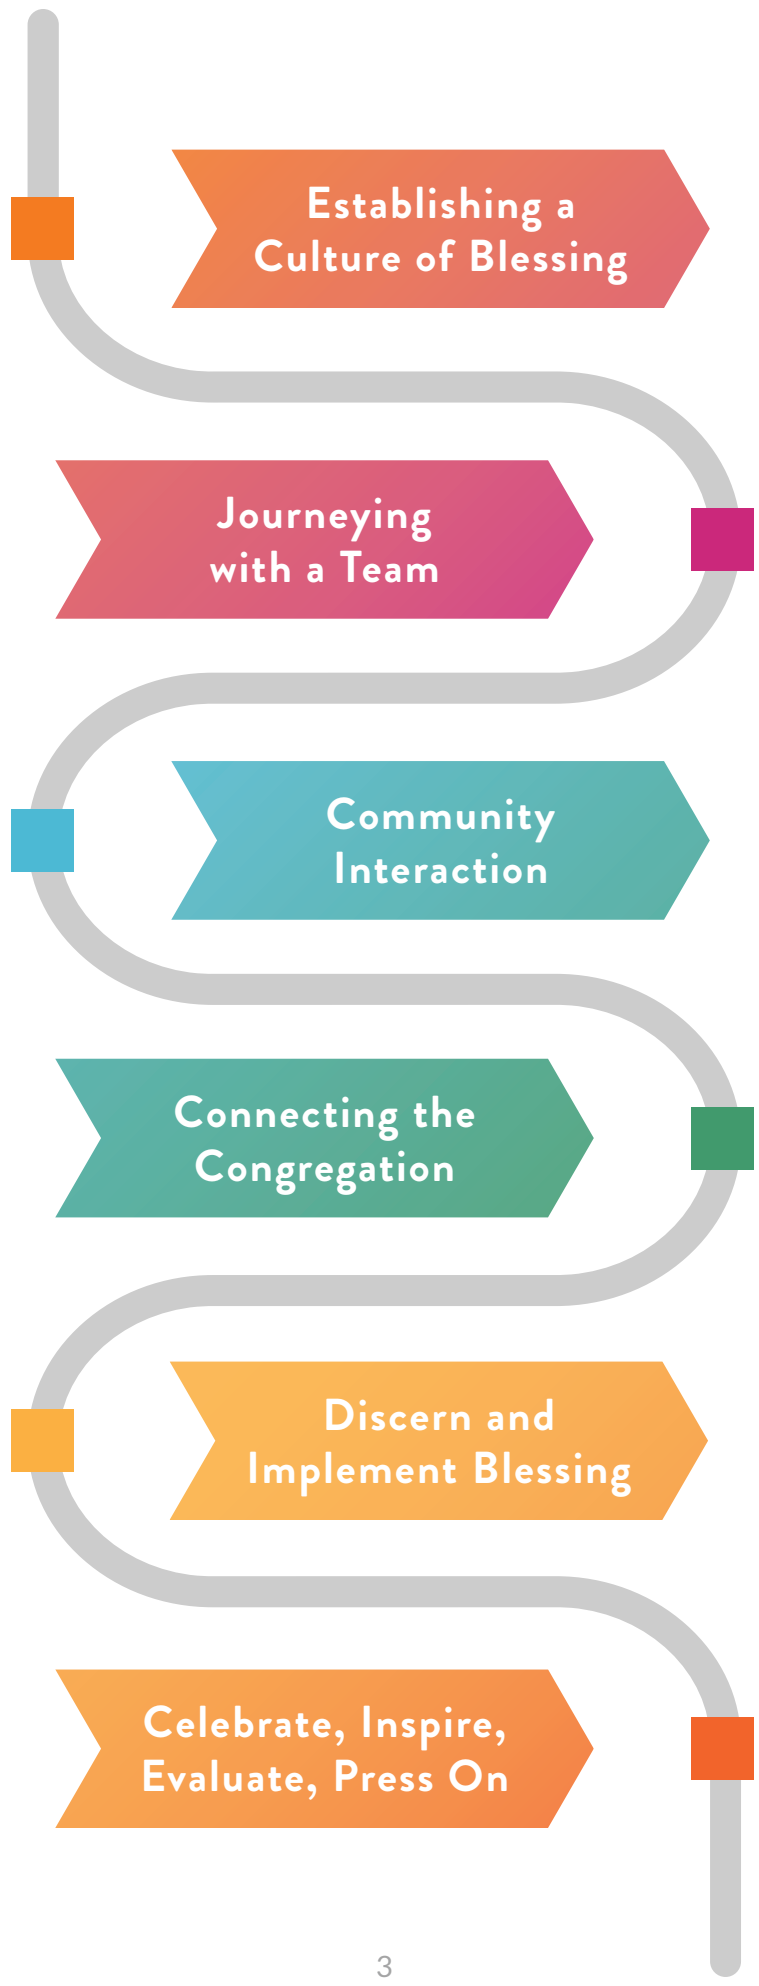 Establishing a
Culture of Blessing
Journeying
with a Team
Community
Interaction
Connecting the
Congregation
Discern and
Implement Blessing
Celebrate, Inspire,
Evaluate, Press On
3